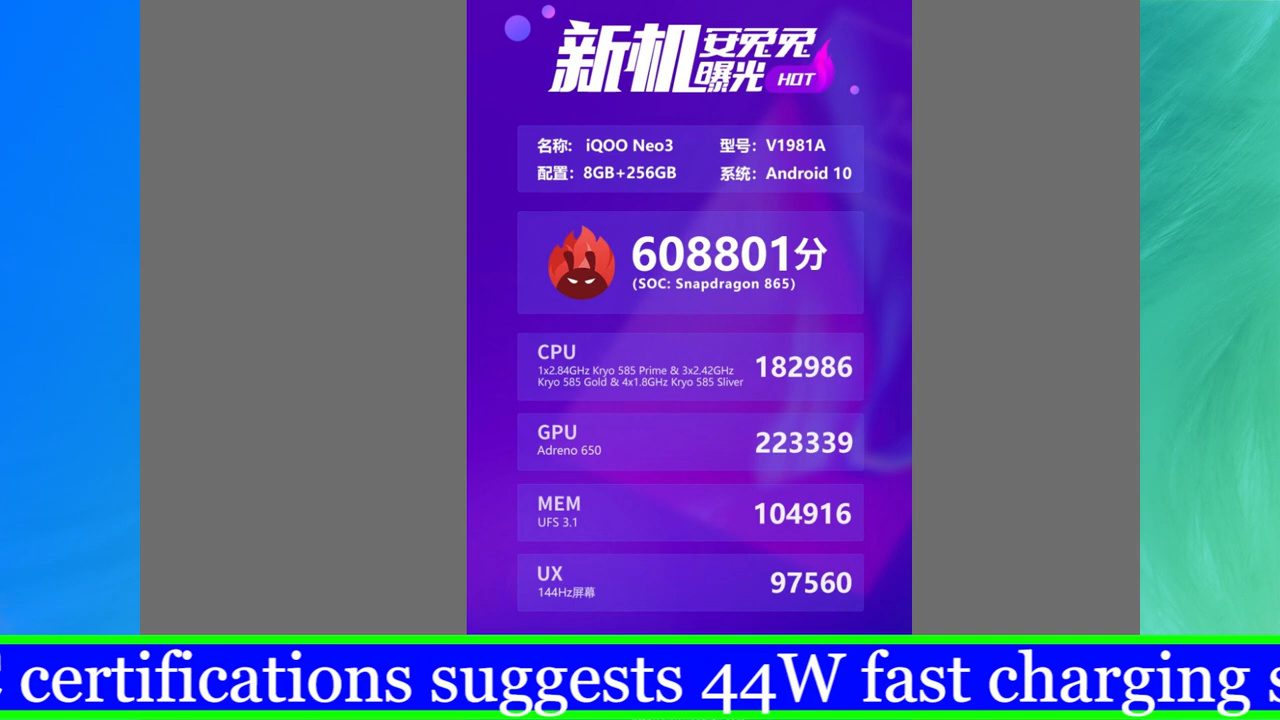 新机 安兔兔
曝光 HOT
名称: iQOO Neo3
型号: V1981A
配置: 8GB+256GB
系统: Android 10
608801分
(SOC: Snapdragon 865)
CPU
1x2.84GHz Kryo 585 Prime & 3x2.42GHz
Kryo 585 Gold & 4x1.8GHz Kryo 585 Sliver
182986
GPU
Adreno 650
223339
MEM
UFS 3.1
104916
UX
144Hz屏幕
97560
certifications suggests 44W fast charging